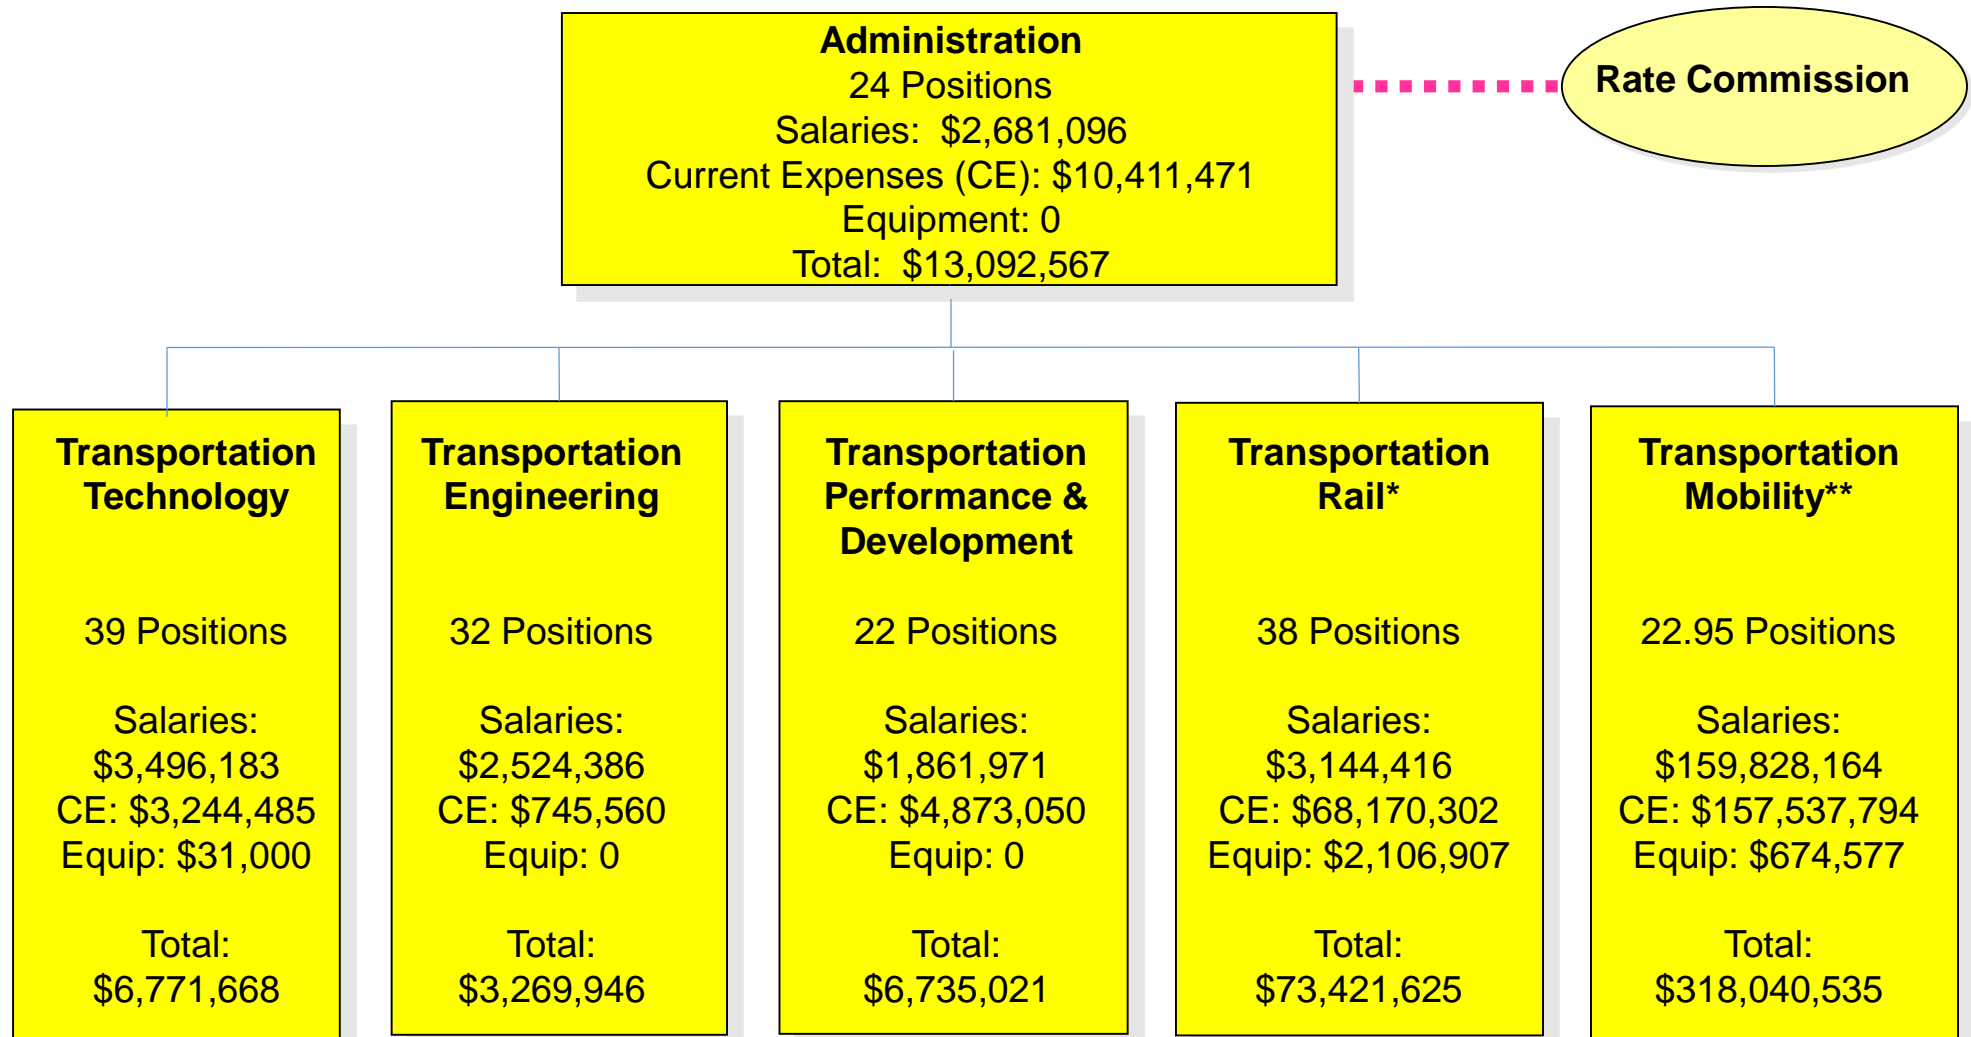 Administration
24 Positions
Salaries:  $2,681,096
Current Expenses (CE): $10,411,471
Equipment: 0
Total:  $13,092,567
Rate Commission
Transportation
Technology
39 Positions
Salaries:
$3,496,183
CE: $3,244,485
Equip: $31,000
Total:
$6,771,668
Transportation
Engineering
32 Positions
Salaries:
$2,524,386
CE: $745,560
Equip: 0
Total:
$3,269,946
Transportation
Performance &
Development
22 Positions
Salaries:
$1,861,971
CE: $4,873,050
Equip: 0
Total:
$6,735,021
Transportation
Rail*
38 Positions
Salaries:
$3,144,416
CE: $68,170,302
Equip: $2,106,907
Total:
$73,421,625
Transportation
Mobility**
22.95 Positions
Salaries:
$159,828,164
CE: $157,537,794
Equip: $674,577
Total:
$318,040,535